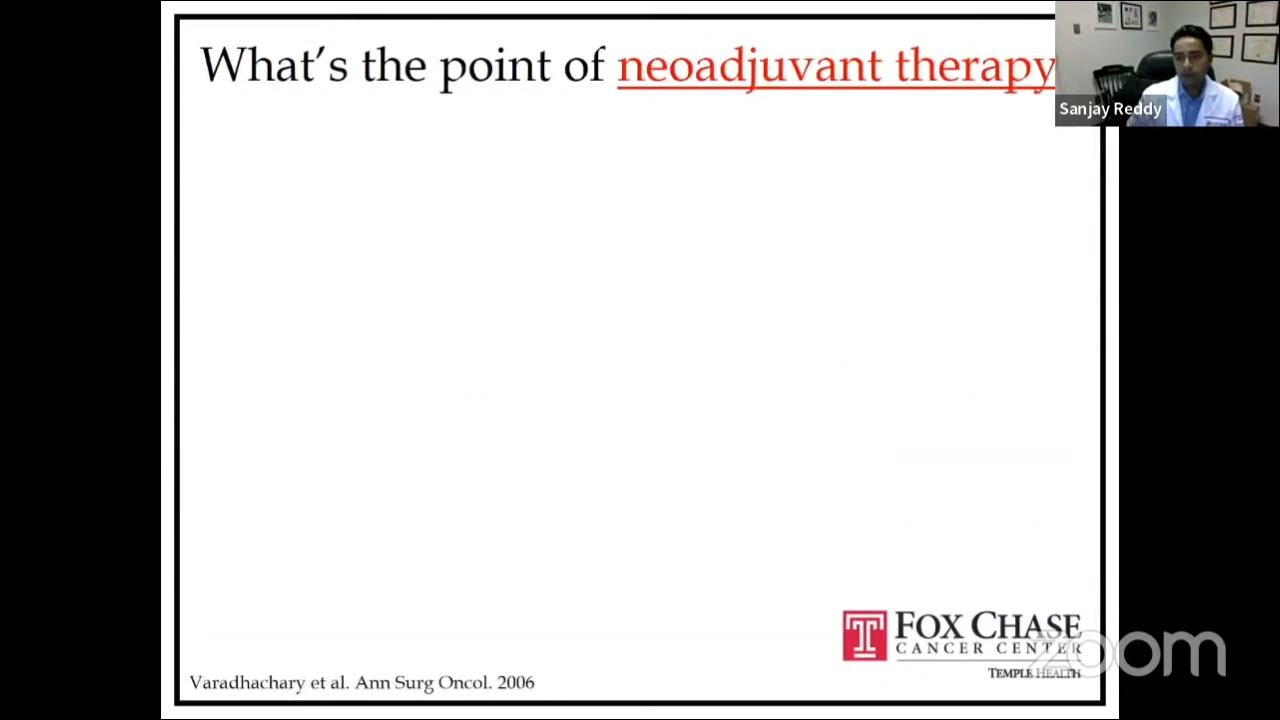 What's the point of neoadjuvant therapy
Sanjay Reddy
FOX CHASE
CANCER CENTER
TEMPLE HEALTH
zoom
Varadhachary et al. Ann Surg Oncol. 2006